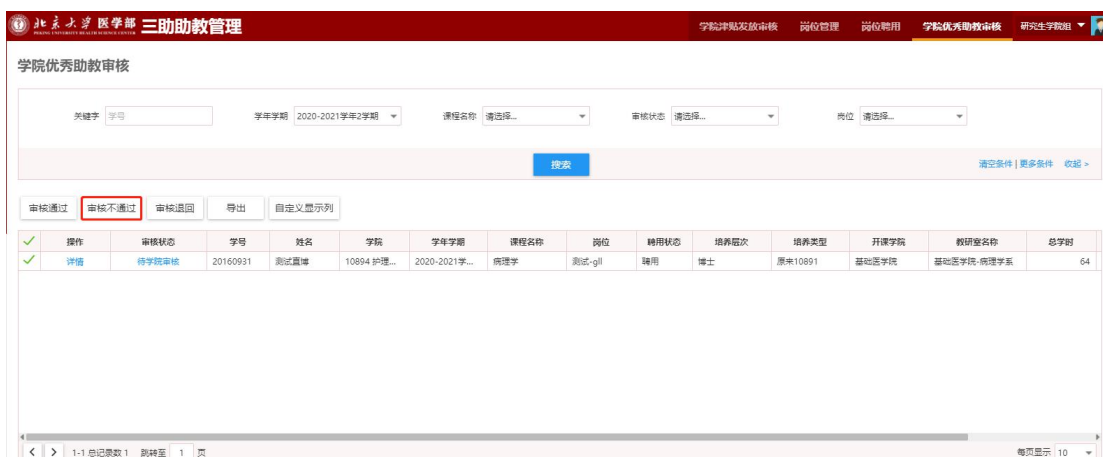 北京大学 医学部 三助助教管理 学院津贴发放审核 岗位管理 岗位聘用 学院优秀助教审核 研究生学院组
PEKING UNIVERSITY HEALTH SCIENCE CENTER
学院优秀助教审核
关键字 学号 学年学期 2020-2021学年2学期 课程名称 请选择... 审核状态 请选择... 岗位 请选择...
搜索 清空条件 | 更多条件 收起
审核通过 审核不通过 审核退回 导出 自定义显示列
操作 审核状态 学号 姓名 学院 学年学期 课程名称 岗位 聘用状态 培养层次 培养类型 开课学院 教研室名称 总学时
详情 待学院审核 20160931 测试直博 10894 护理... 2020-2021学... 病理学 测试-gll 聘用 博士 原来10891 基础医学院 基础医学院-病理学系 64
1-1 总记录数 1 跳转至 1 页 每页显示 10